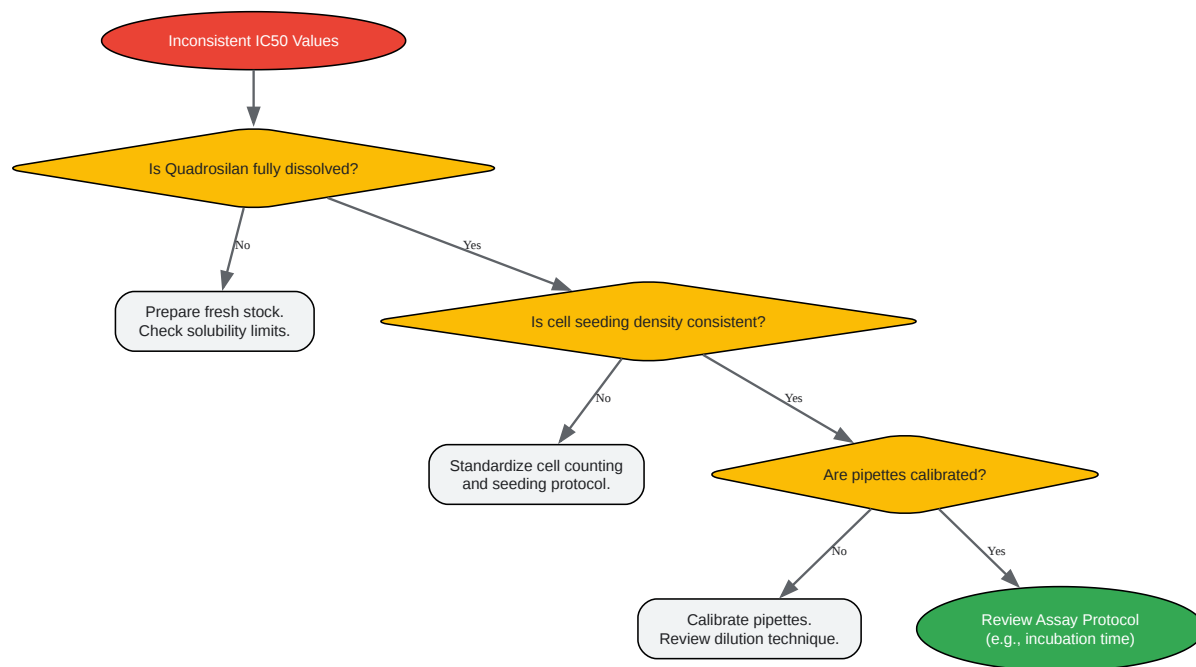 Inconsistent IC50 Values
Is Quadrosilan fully dissolved?
No
Yes
Prepare fresh stock.
Check solubility limits.
Is cell seeding density consistent?
No
Yes
Standardize cell counting
and seeding protocol.
Are pipettes calibrated?
No
Yes
Calibrate pipettes.
Review dilution technique.
Review Assay Protocol
(e.g., incubation time)